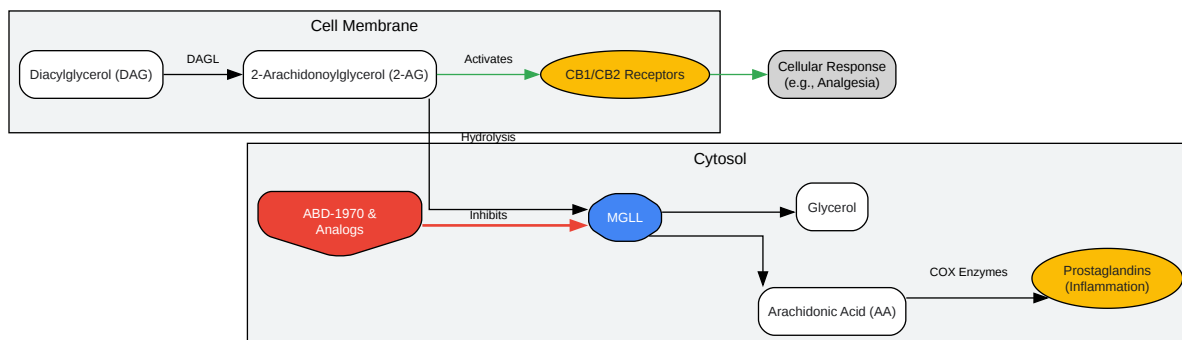 Cell Membrane
Diacylglycerol (DAG)
DAGL
2-Arachidonoylglycerol (2-AG)
Activates
CB1/CB2 Receptors
Cellular Response
(e.g., Analgesia)
Hydrolysis
Cytosol
ABD-1970 &
Analogs
Inhibits
MGLL
Glycerol
Arachidonic Acid (AA)
COX Enzymes
Prostaglandins
(Inflammation)